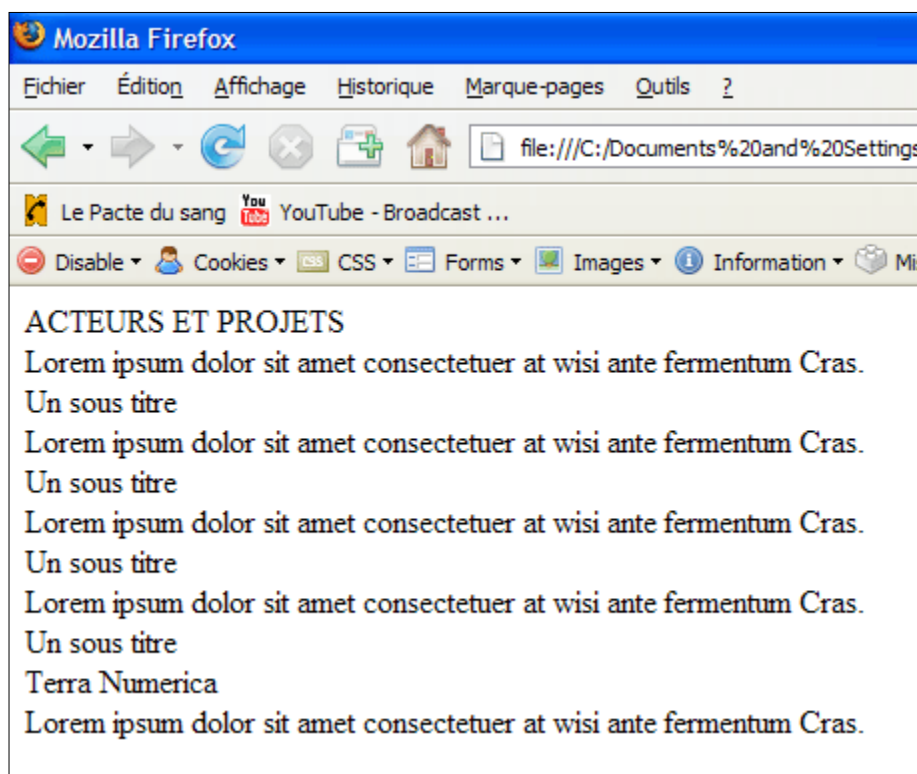 Mozilla Firefox
Fichier Édition Affichage Historique Marque-pages Outils ?
file:///C:/Documents%20and%20Settings
Le Pacte du sang You Tube YouTube - Broadcast ...
Disable Cookies CSS CSS Forms Images Information Mi
ACTEURS ET PROJETS
Lorem ipsum dolor sit amet consectetuer at wisi ante fermentum Cras.
Un sous titre
Lorem ipsum dolor sit amet consectetuer at wisi ante fermentum Cras.
Un sous titre
Lorem ipsum dolor sit amet consectetuer at wisi ante fermentum Cras.
Un sous titre
Lorem ipsum dolor sit amet consectetuer at wisi ante fermentum Cras.
Un sous titre
Terra Numerica
Lorem ipsum dolor sit amet consectetuer at wisi ante fermentum Cras.